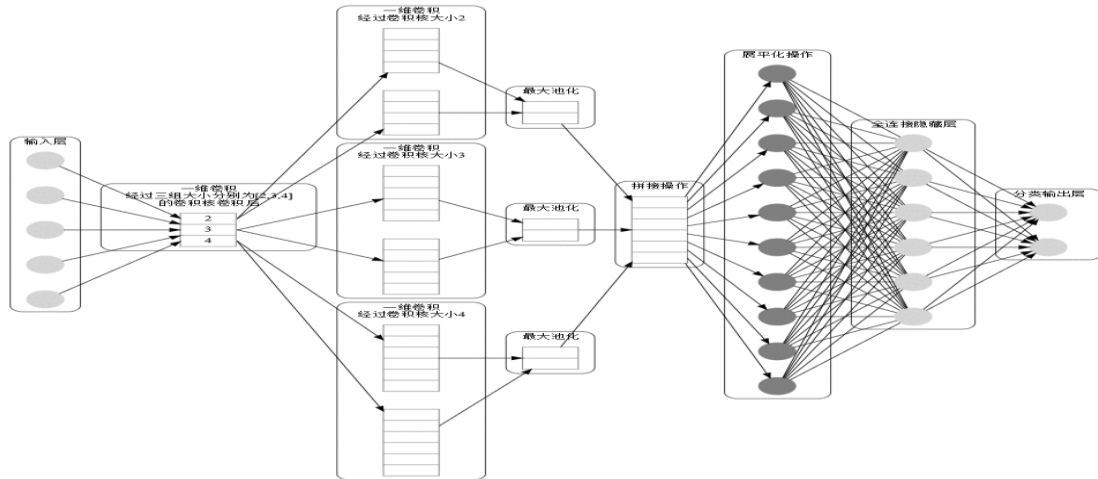 输入层
一维卷积
经过三组大小分别为[2,3,4]
的卷积核卷积后
2
3
4
一维卷积
经过卷积核大小2
一维卷积
经过卷积核大小3
一维卷积
经过卷积核大小4
最大池化
最大池化
最大池化
拼接操作
展平化操作
全连接隐藏层
分类输出层